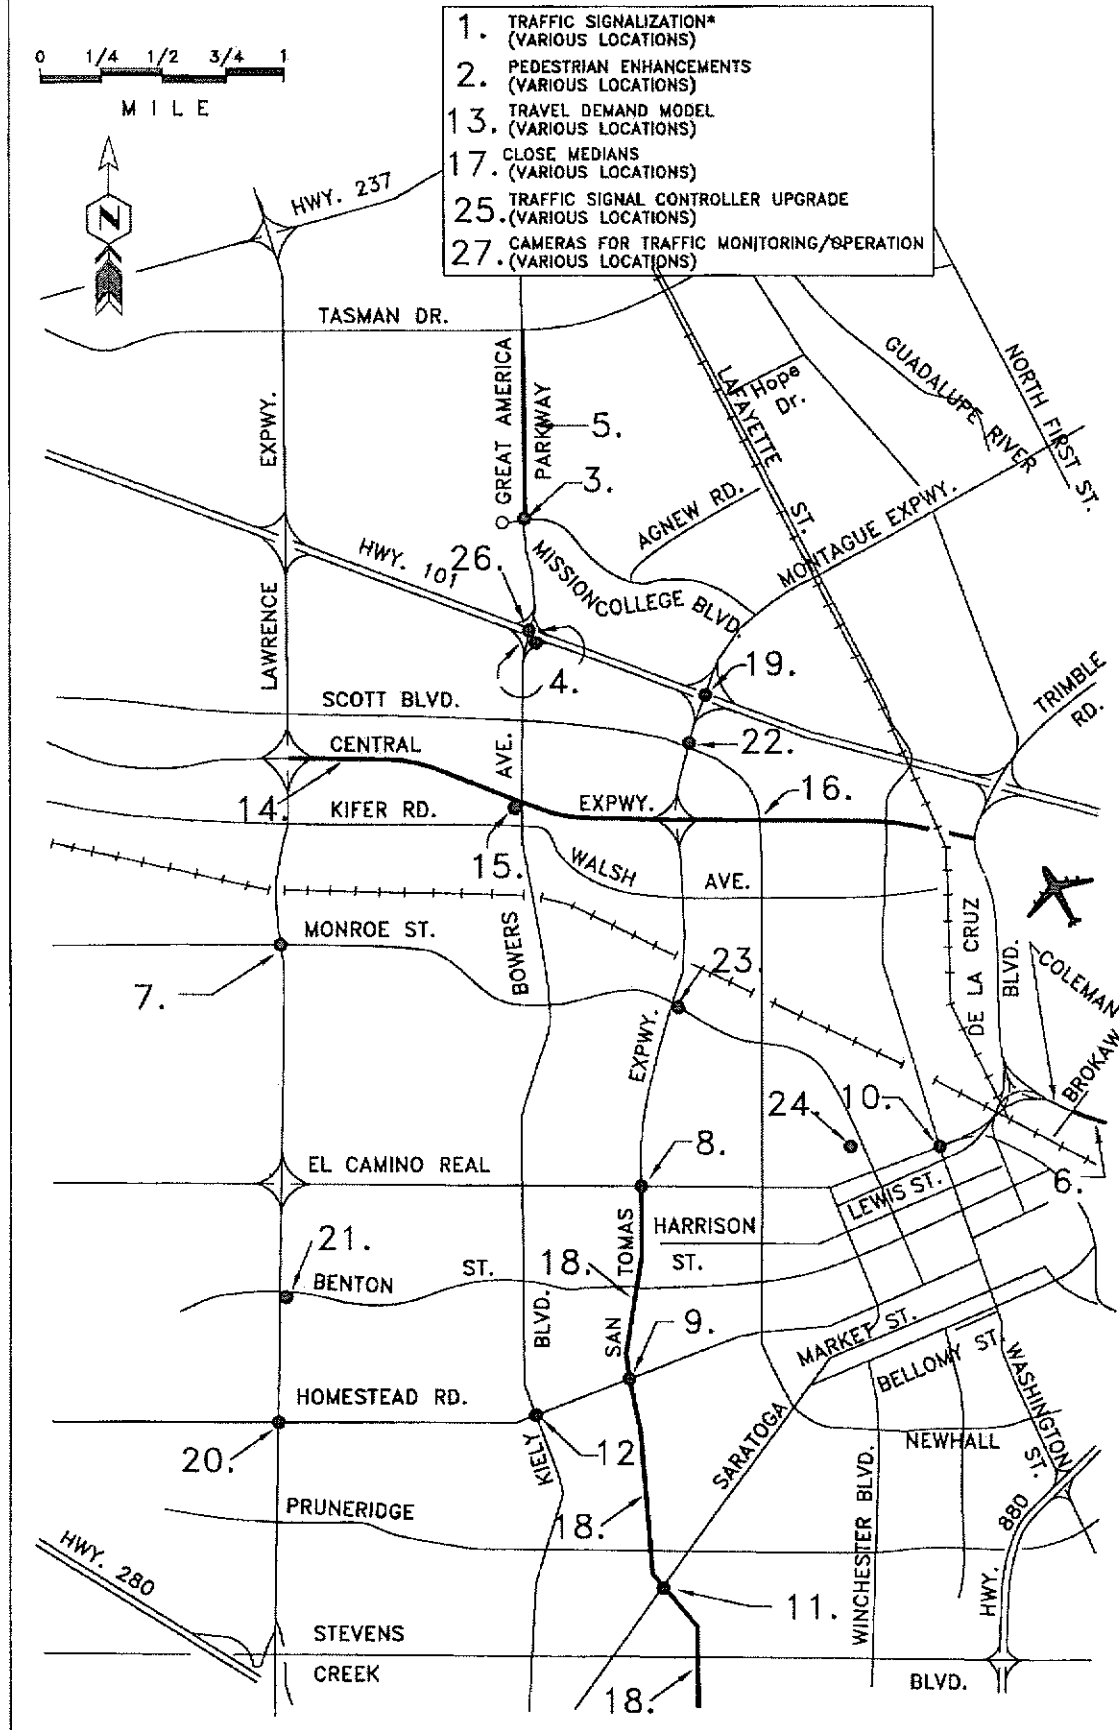 1. TRAFFIC SIGNALIZATION*
(VARIOUS LOCATIONS)
2. PEDESTRIAN ENHANCEMENTS
(VARIOUS LOCATIONS)
13. TRAVEL DEMAND MODEL
(VARIOUS LOCATIONS)
17. CLOSE MEDIANS
(VARIOUS LOCATIONS)
25. TRAFFIC SIGNAL CONTROLLER UPGRADE
(VARIOUS LOCATIONS)
27. CAMERAS FOR TRAFFIC MONITORING/OPERATION
(VARIOUS LOCATIONS)
0 1/4 1/2 3/4 1
MILE
N
HWY. 237
TASMAN DR.
GREAT AMERICA
PARKWAY
LAFAYETTE
ST.
Hope
Dr.
GUADALUPE RIVER
NORTH FIRST ST.
EXPWY.
LAWRENCE
5.
3.
AGNEW RD.
MONTAGUE EXPWY.
HWY. 101
26.
MISSION COLLEGE BLVD.
4.
19.
TRIMBLE
RD.
SCOTT BLVD.
22.
CENTRAL
EXPWY.
AVE.
14.
16.
KIFER RD.
15.
WALSH
AVE.
MONROE ST.
BOWERS
DE LA CRUZ
BLVD.
COLEMAN
BROKAW
7.
23.
EXPWY.
24.
10.
EL CAMINO REAL
8.
LEWIS ST.
6.
HARRISON
ST.
21.
BENTON
ST.
18.
TOMAS
SAN
BLVD.
9.
MARKET ST.
BELLOMY ST.
WASHINGTON
ST.
HOMESTEAD RD.
20.
KIELY
12
SARATOGA
NEWHALL
WINCHESTER BLVD.
PRUNERIDGE
18.
HWY. 880
HWY. 280
11.
STEVENS
CREEK
18.
BLVD.